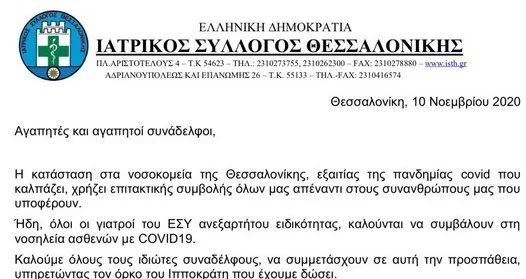 ΕΛΛΗΝΙΚΗ ΔΗΜΟΚΡΑΤΙΑ
ΙΑΤΡΙΚΟΣ ΣΥΛΛΟΓΟΣ ΘΕΣΣΑΛΟΝΙΚΗΣ
ΠΛ.ΑΡΙΣΤΟΤΕΛΟΥΣ 4 – Τ.Κ 54623 – ΤΗΛ.: 2310273755, 2310262300 – FAX: 2310278880 – www.isth.gr
ΑΔΡΙΑΝΟΥΠΟΛΕΩΣ ΚΑΙ ΕΠΑΝΩΜΗΣ 26 – Τ.Κ. 55133 – ΤΗΛ.-FAX: 2310416574
Θεσσαλονίκη, 10 Νοεμβρίου 2020
Αγαπητές και αγαπητοί συνάδελφοι,
Η κατάσταση στα νοσοκομεία της Θεσσαλονίκης, εξαιτίας της πανδημίας covid που
καλπάζει, χρήζει επιτακτικής συμβολής όλων μας απέναντι στους συνανθρώπους μας που
υποφέρουν.
Ήδη, όλοι οι γιατροί του ΕΣΥ ανεξαρτήτου ειδικότητας, καλούνται να συμβάλουν στη
νοσηλεία ασθενών με COVID19.
Καλούμε όλους τους ιδιώτες συναδέλφους, να συμμετάσχουν σε αυτή την προσπάθεια,
υπηρετώντας τον όρκο του Ιπποκράτη που έχουμε δώσει.